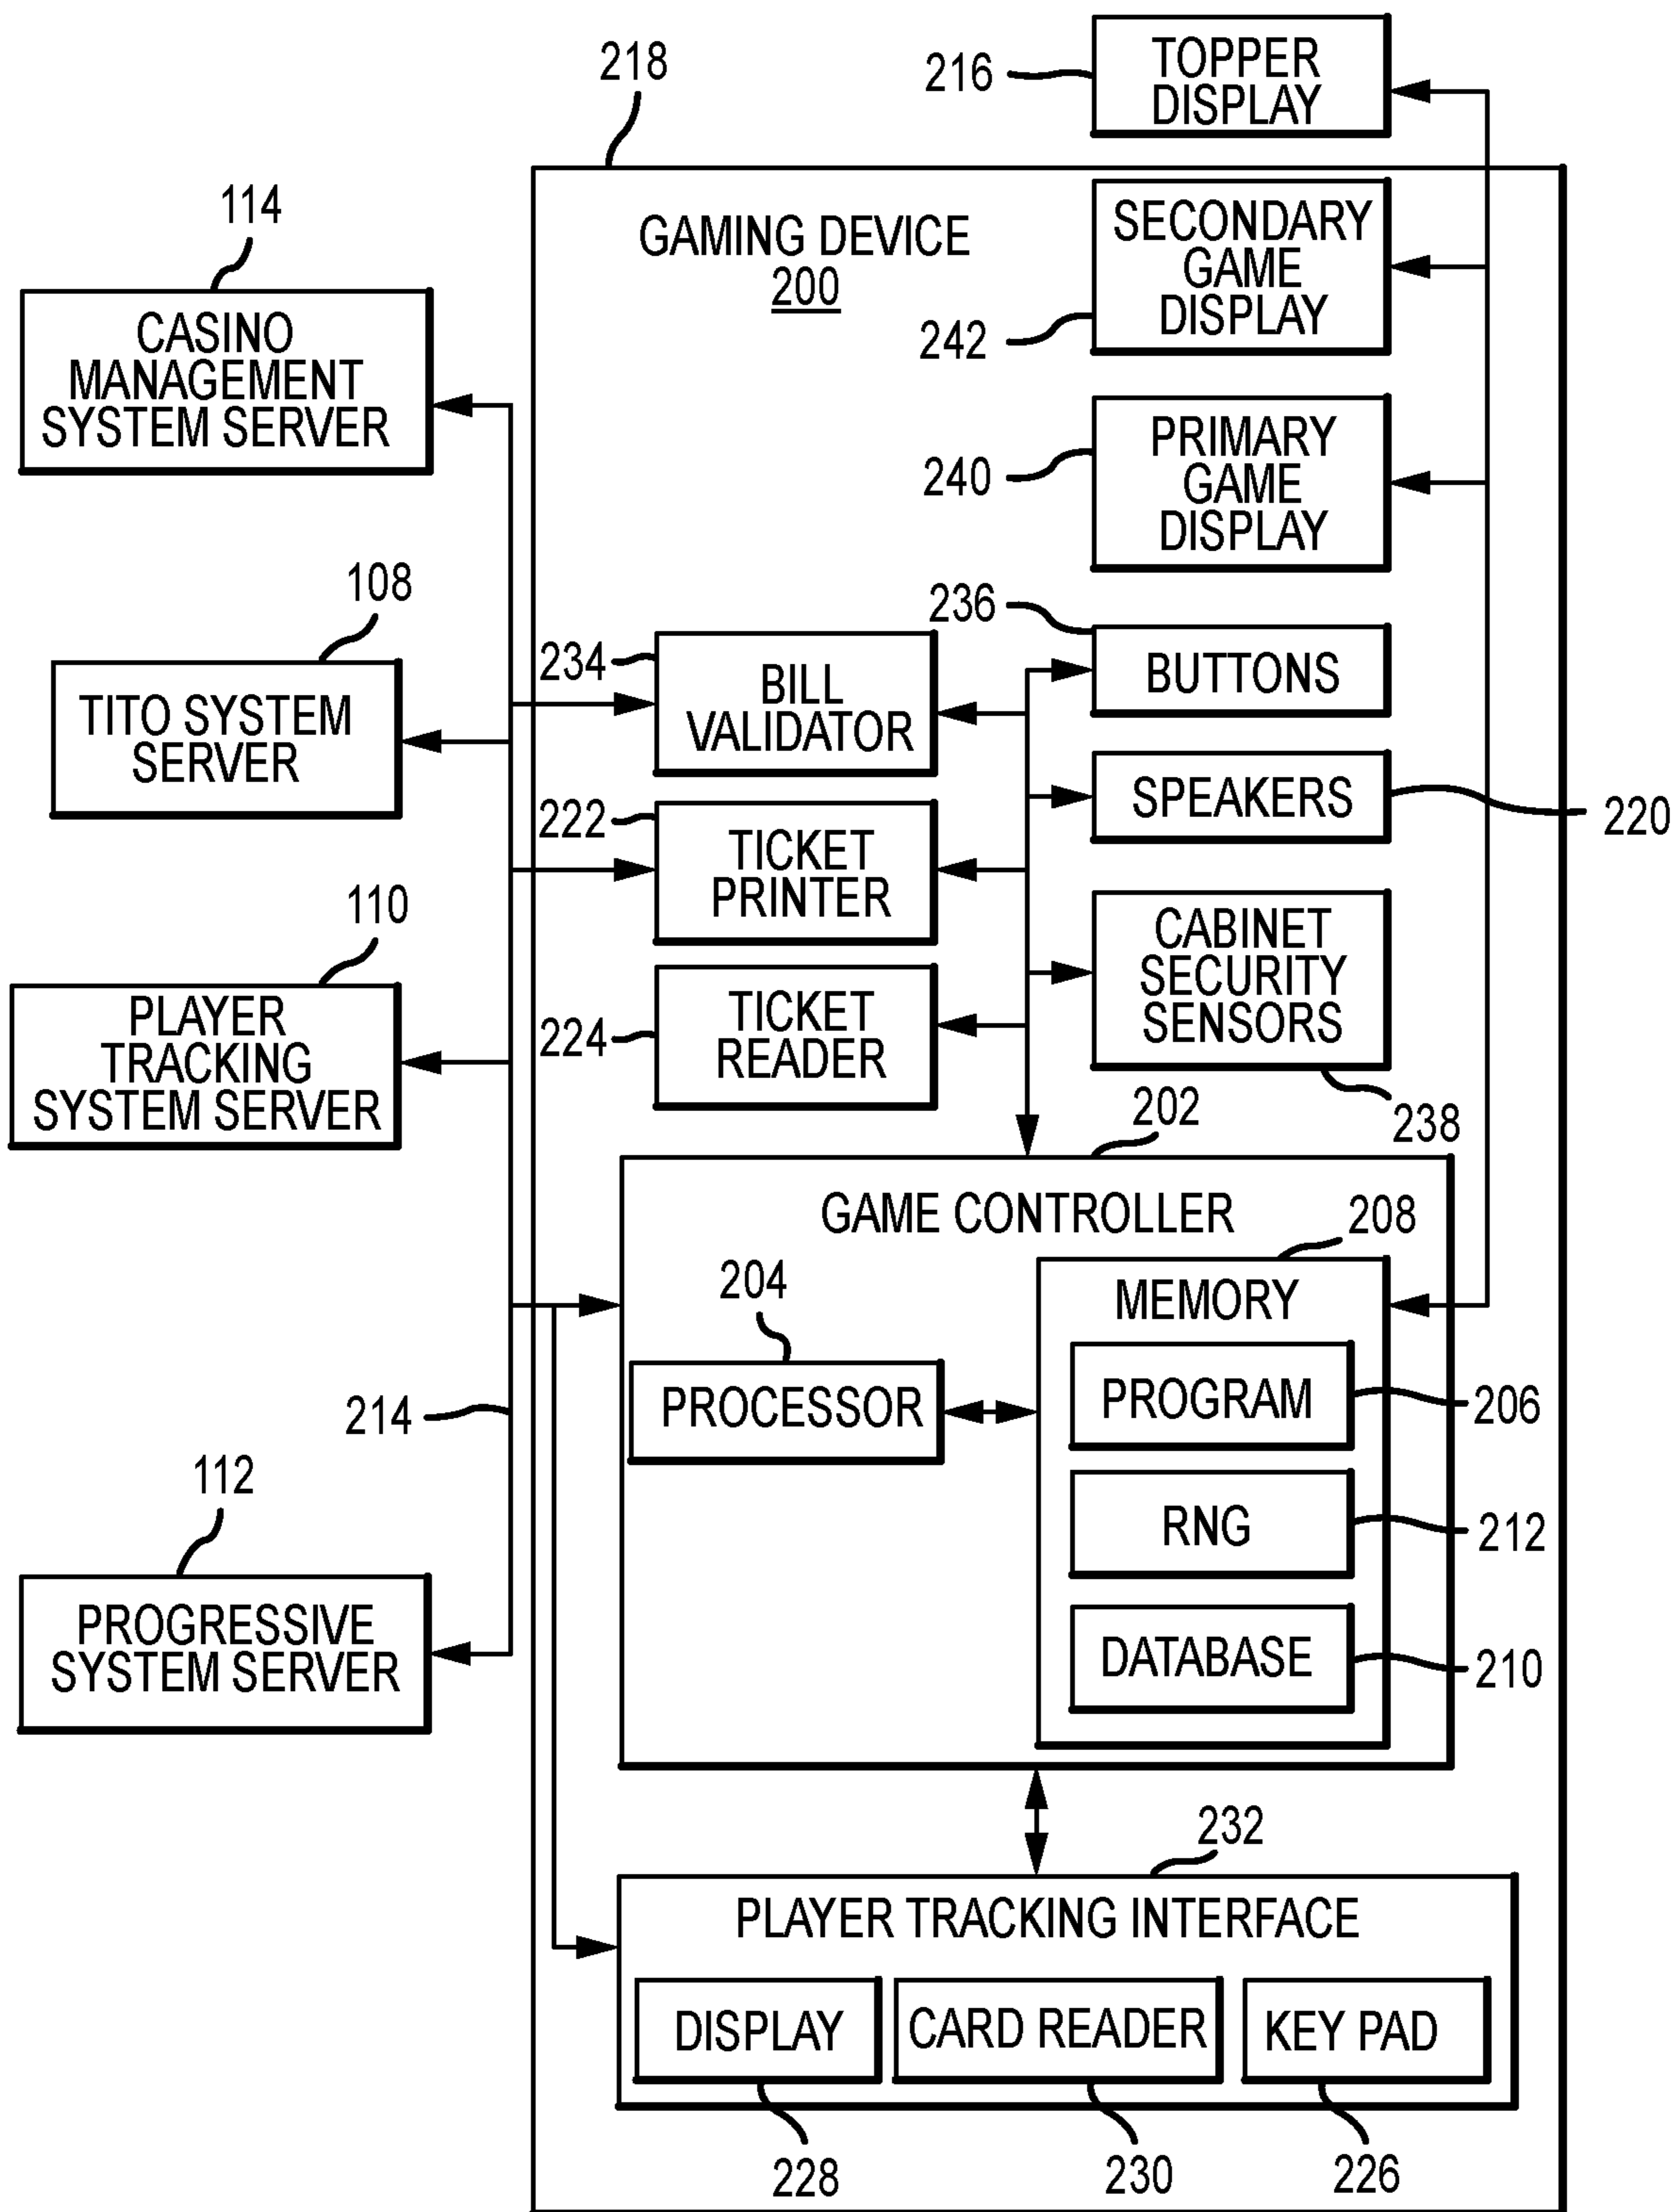 216
TOPPER
DISPLAY
218
114
GAMING DEVICE
200
SECONDARY
GAME
DISPLAY
242
CASINO
MANAGEMENT
SYSTEM SERVER
240
PRIMARY
GAME
DISPLAY
108
236
234
BILL
VALIDATOR
BUTTONS
TITO SYSTEM
SERVER
SPEAKERS
220
222
TICKET
PRINTER
110
CABINET
SECURITY
SENSORS
238
224
TICKET
READER
PLAYER
TRACKING
SYSTEM SERVER
202
GAME CONTROLLER
208
204
MEMORY
PROCESSOR
PROGRAM
206
214
112
RNG
212
PROGRESSIVE
SYSTEM SERVER
DATABASE
210
232
PLAYER TRACKING INTERFACE
DISPLAY
CARD READER
KEY PAD
228
230
226